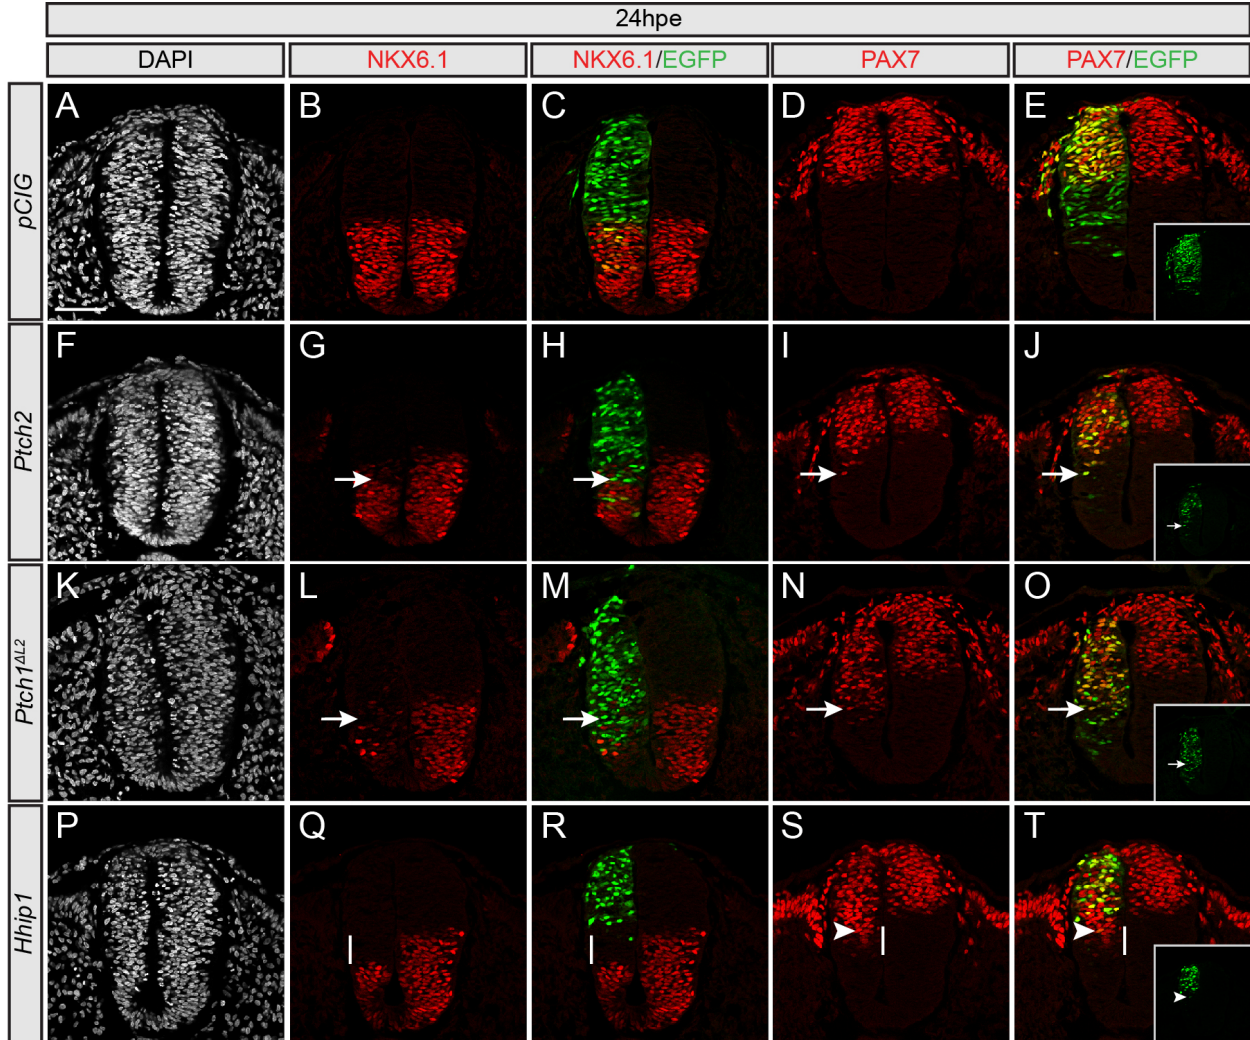 24hpe
DAPI NKX6.1 NKX6.1/EGFP PAX7 PAX7/EGFP
pCIG
A B C D E
Ptch2
F G H I J
Ptch1ΔL2
K L M N O
Hhip1
P Q R S T